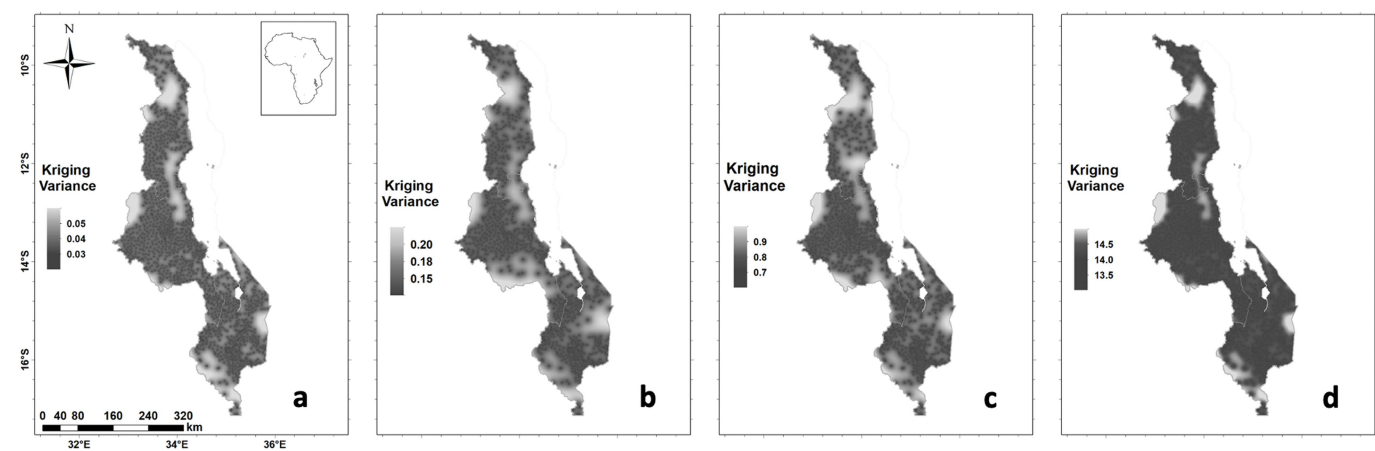 N
10°S
12°S
14°S
16°S
Kriging
Variance
0.05
0.04
0.03
a
0 40 80 160 240 320
km
32°E 34°E 36°E
Kriging
Variance
0.20
0.18
0.15
b
Kriging
Variance
0.9
0.8
0.7
c
Kriging
Variance
14.5
14.0
13.5
d